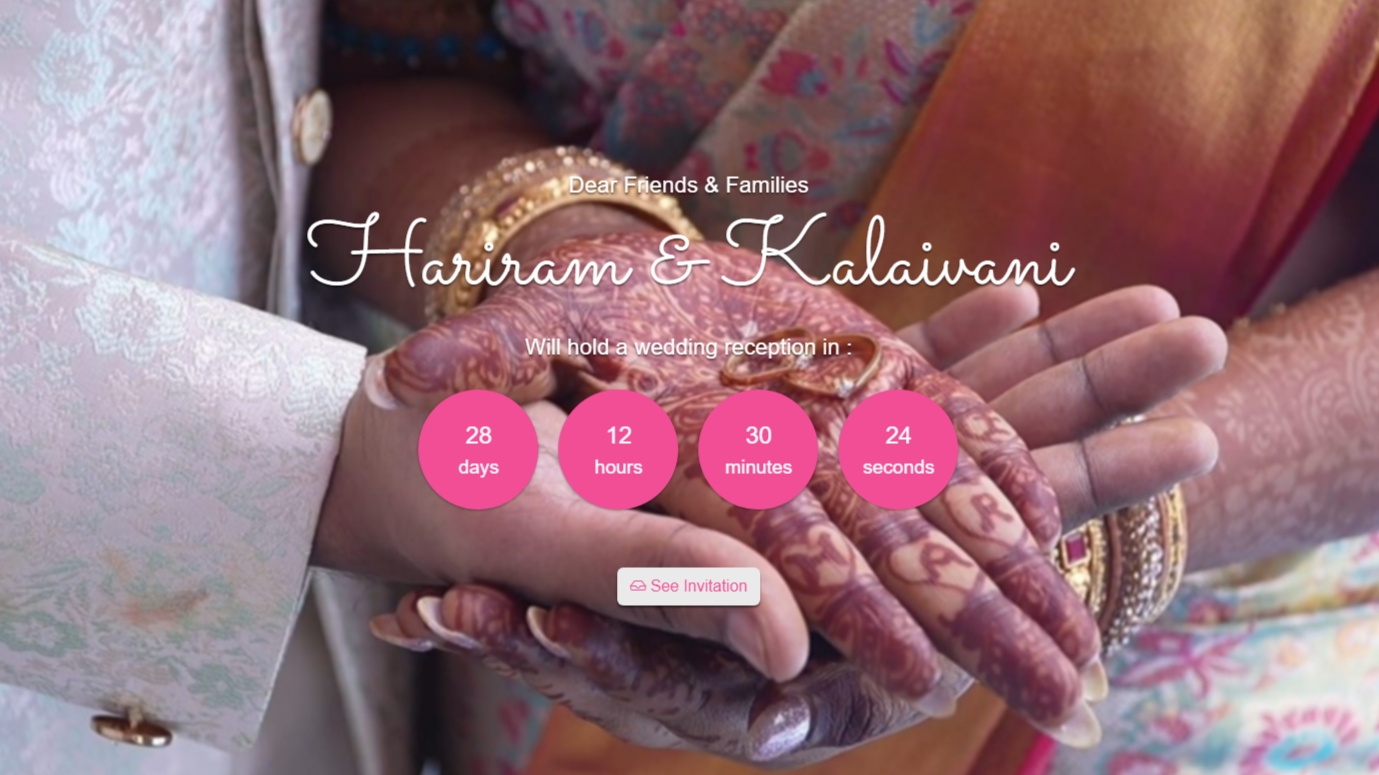 Dear Friends & Families
Hariram & Kalaivani
Will hold a wedding reception in :
28 12 30 24
days hours minutes seconds
See Invitation